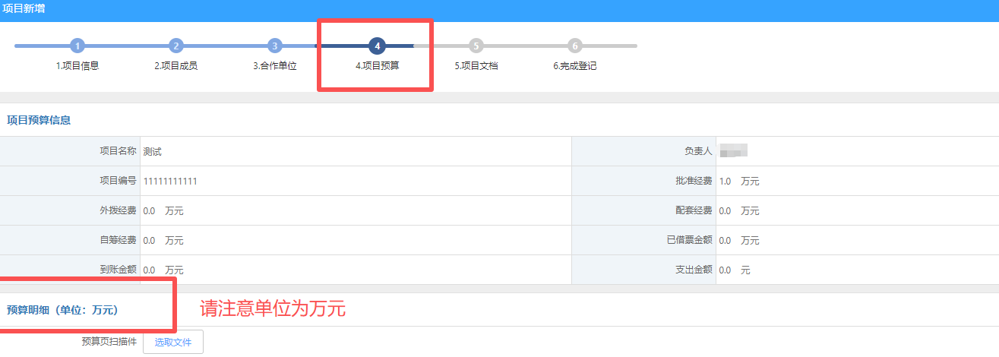 项目新增
1 2 3 4 5 6
1.项目信息 2.项目成员 3.合作单位 4.项目预算 5.项目文档 6.完成登记
项目预算信息
项目名称 测试 负责人
项目编号 11111111111 批准经费 1.0 万元
外拨经费 0.0 万元 配套经费 0.0 万元
自筹经费 0.0 万元 已借票金额 0.0 万元
到账金额 0.0 万元 支出金额 0.0 元
预算明细（单位：万元） 请注意单位为万元
预算页扫描件 选取文件